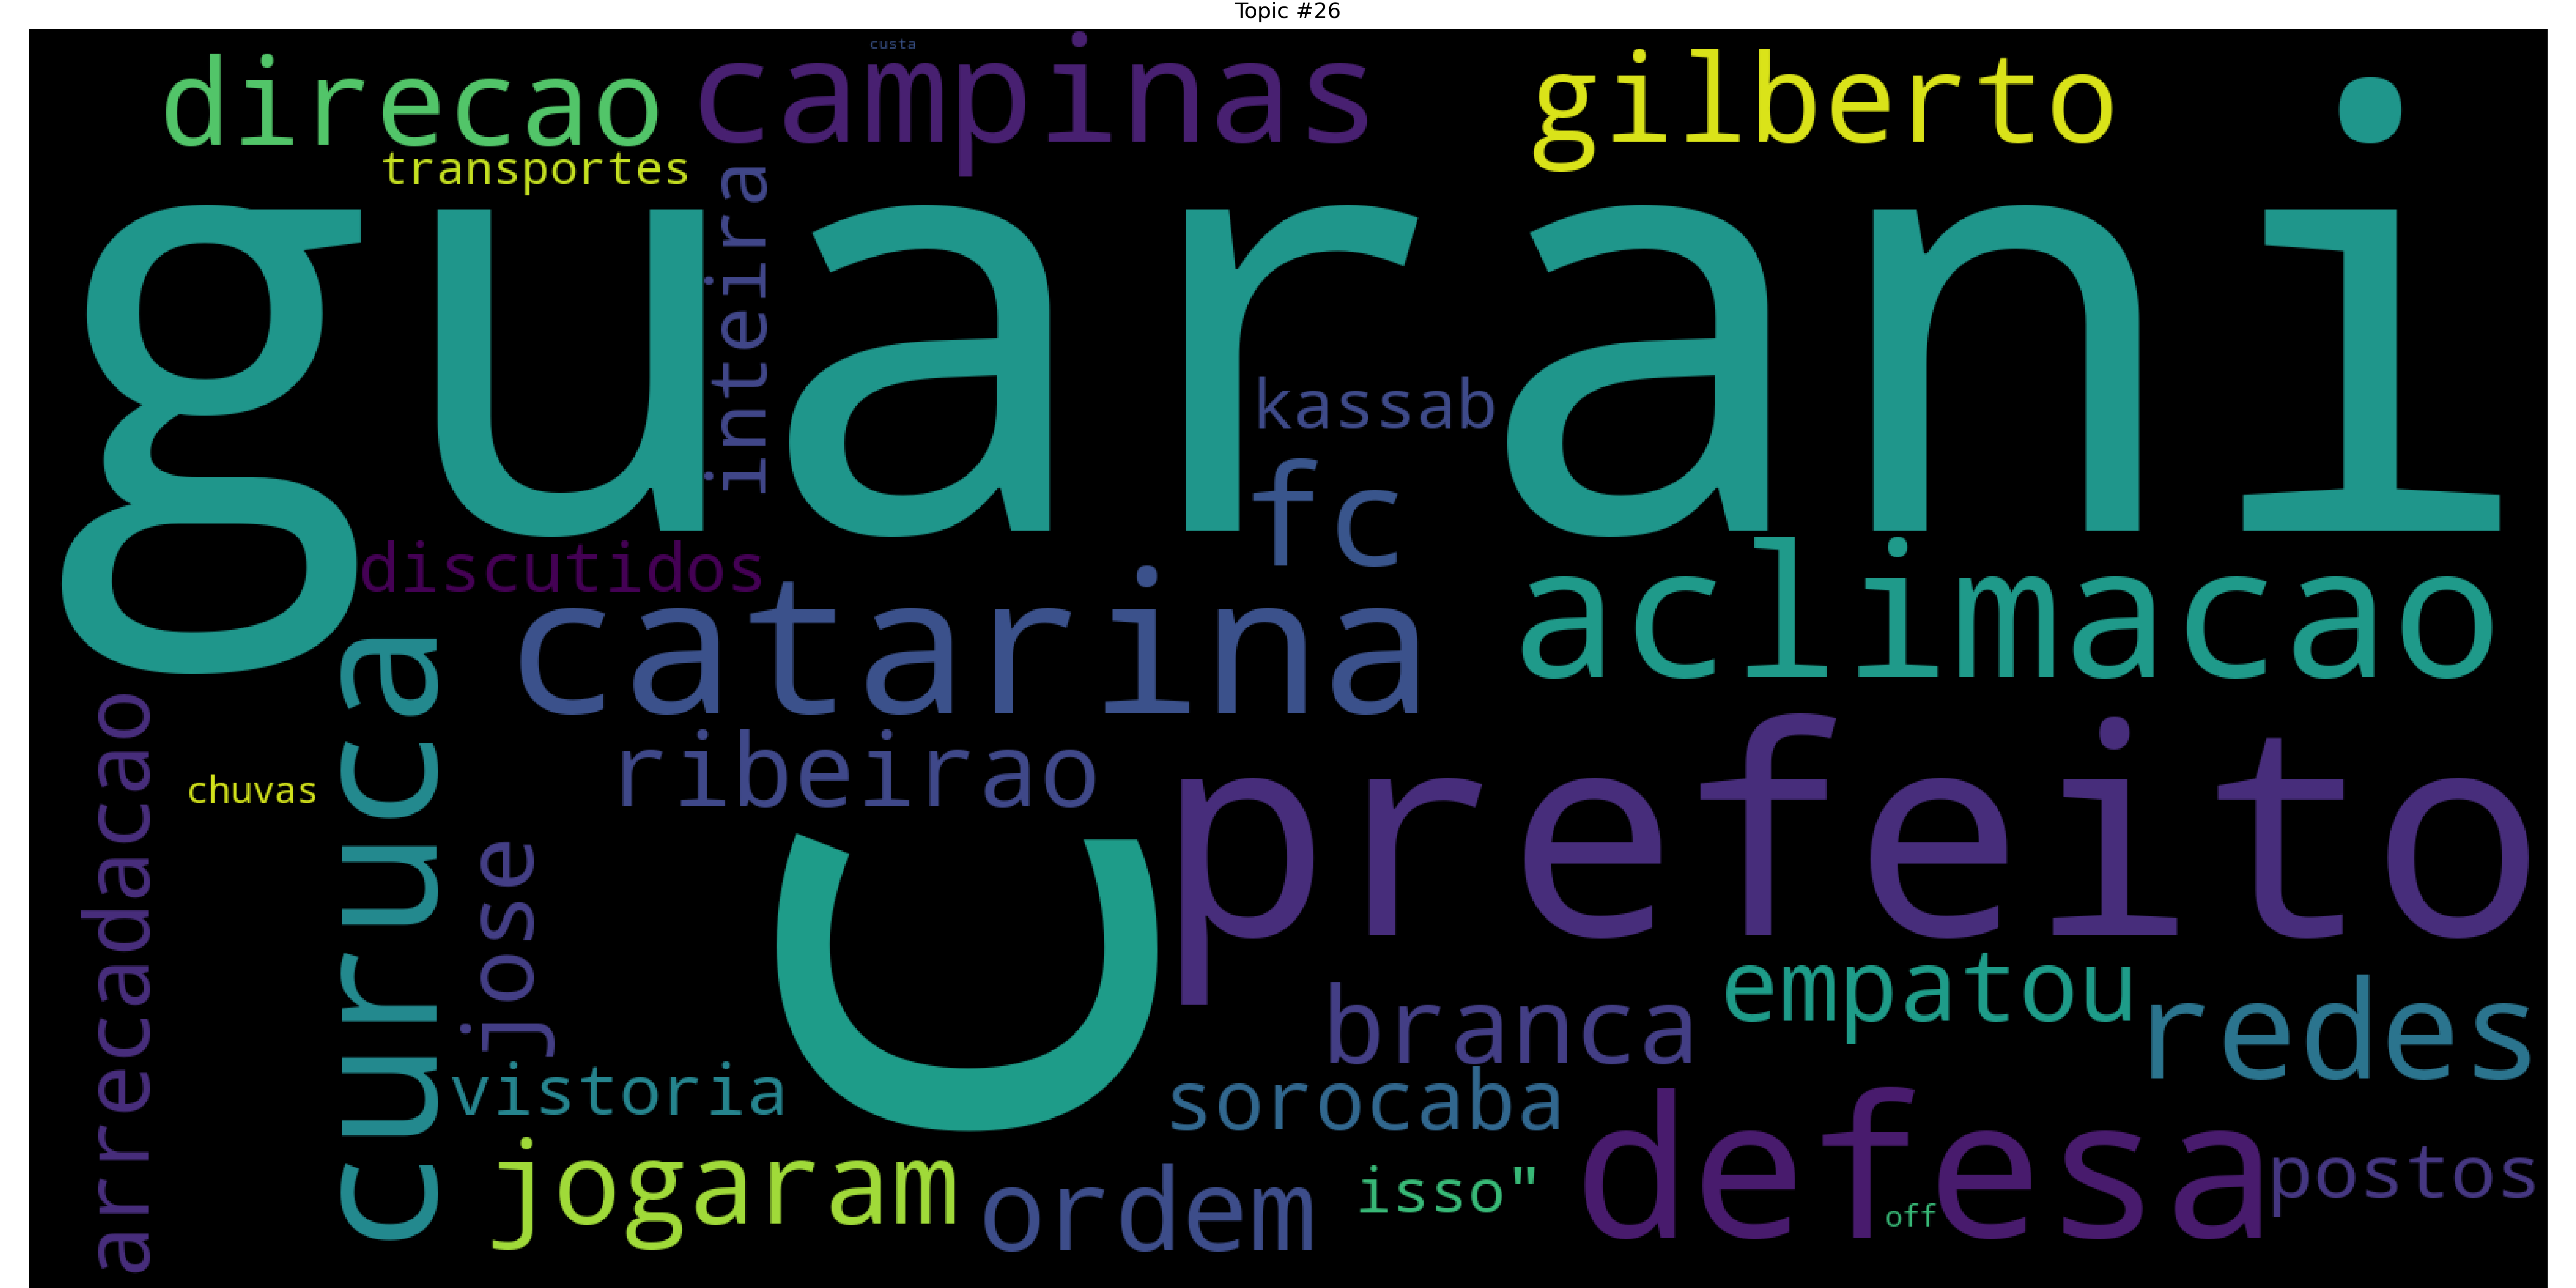 Topic #26
custa
direcao
campinas
gilberto
transportes
inteira
guarani
kassab
fc
discutidos
catarina
aclimacao
curuca
arrecadacao
ribeirao
prefeito
chuvas
jose
c
empatou
branca
redes
vistoria
sorocaba
jogaram
ordem
isso"
defesa
postos
off